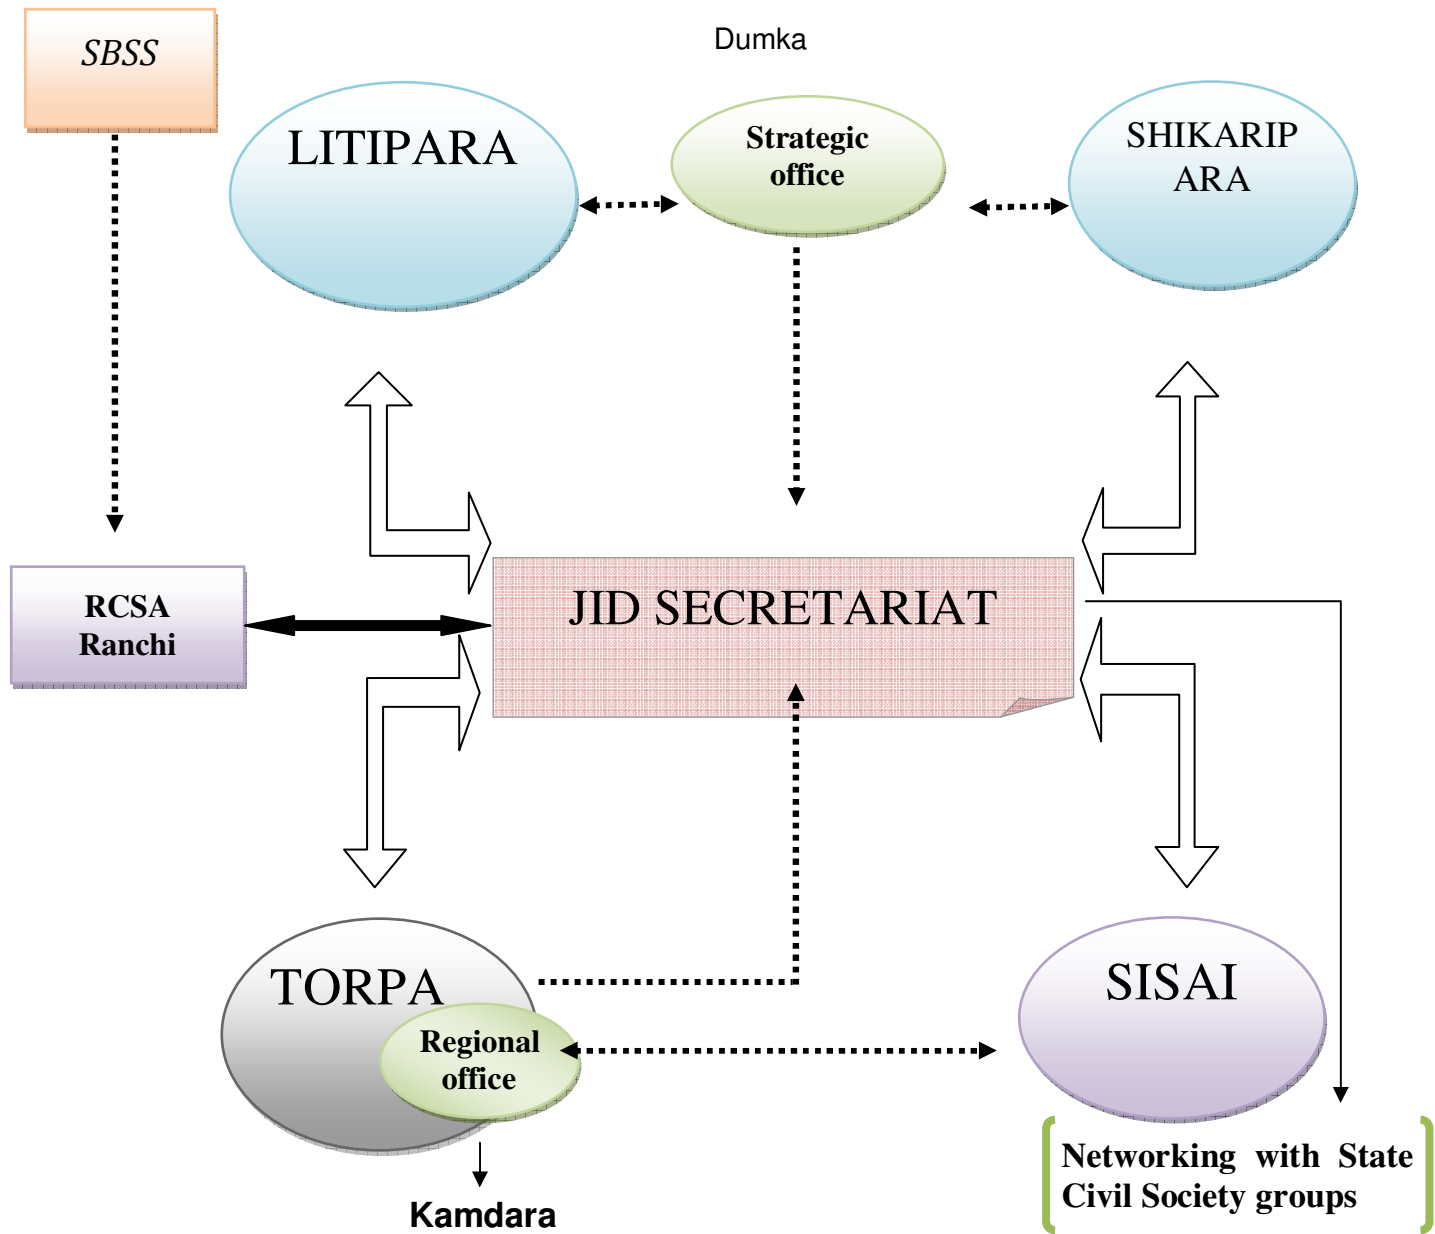 SBSS
Dumka
LITIPARA
Strategic
office
SHIKARIP
ARA
JID SECRETARIAT
RCSA
Ranchi
TORPA
Regional
office
SISAI
Kamdara
Networking with State
Civil Society groups